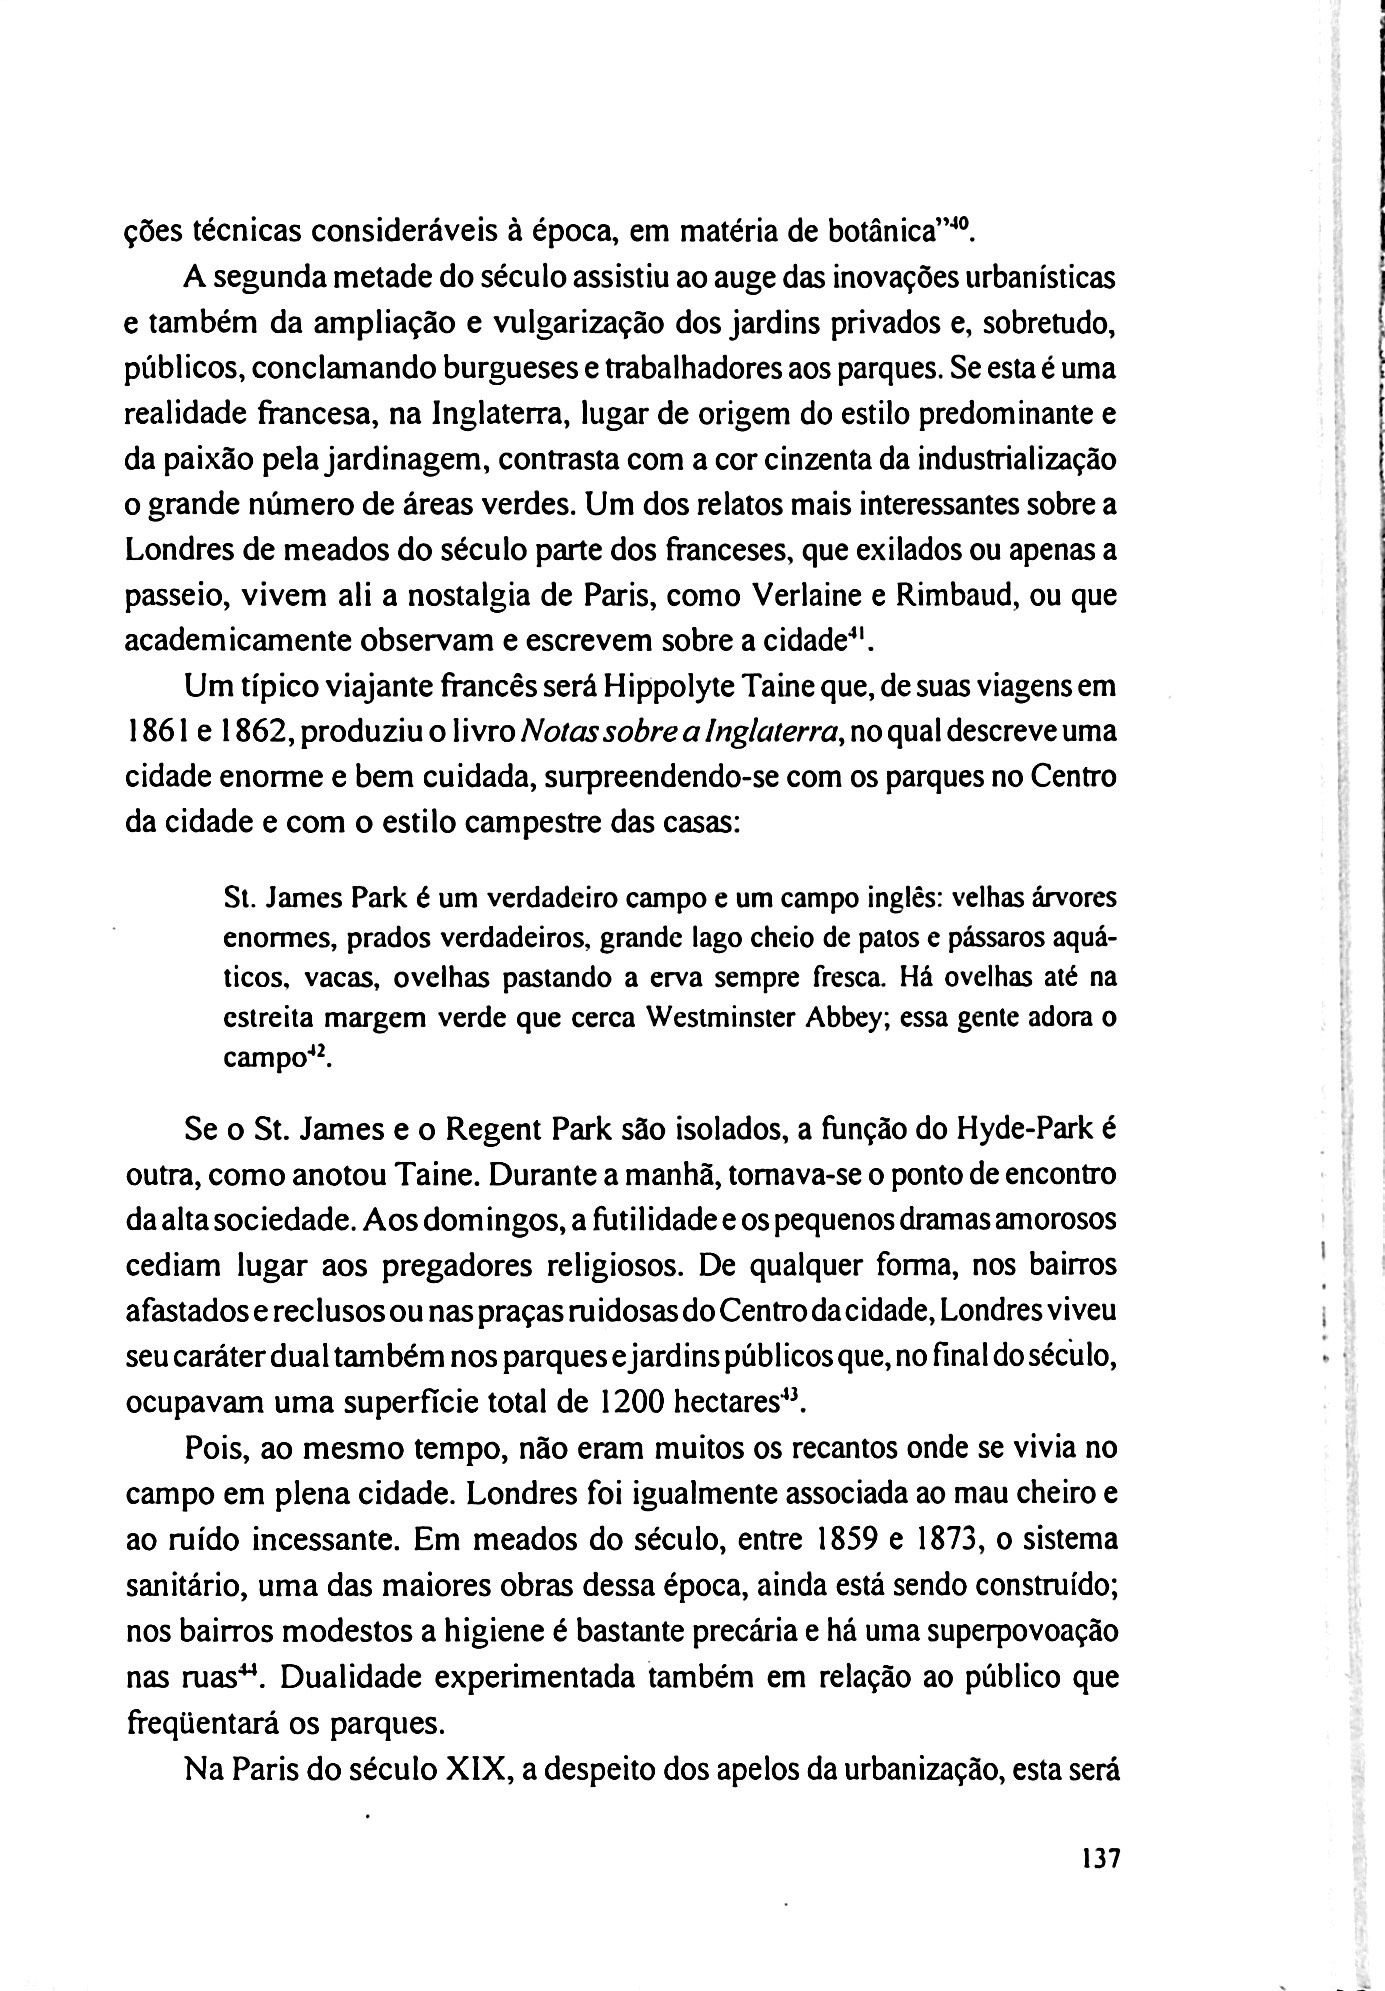 ções técnicas consideráveis à época, em matéria de botânica”⁴⁰.
A segunda metade do século assistiu ao auge das inovações urbanísticas
e também da ampliação e vulgarização dos jardins privados e, sobretudo,
públicos, conclamando burgueses e trabalhadores aos parques. Se esta é uma
realidade francesa, na Inglaterra, lugar de origem do estilo predominante e
da paixão pela jardinagem, contrasta com a cor cinzenta da industrialização
o grande número de áreas verdes. Um dos relatos mais interessantes sobre a
Londres de meados do século parte dos franceses, que exilados ou apenas a
passeio, vivem ali a nostalgia de Paris, como Verlaine e Rimbaud, ou que
academicamente observam e escrevem sobre a cidade⁴¹.
Um típico viajante francês será Hippolyte Taine que, de suas viagens em
1861 e 1862, produziu o livro Notas sobre a Inglaterra, no qual descreve uma
cidade enorme e bem cuidada, surpreendendo-se com os parques no Centro
da cidade e com o estilo campestre das casas:
St. James Park é um verdadeiro campo e um campo inglês: velhas árvores
enormes, prados verdadeiros, grande lago cheio de patos e pássaros aquá-
ticos, vacas, ovelhas pastando a erva sempre fresca. Há ovelhas até na
estreita margem verde que cerca Westminster Abbey; essa gente adora o
campo⁴².
Se o St. James e o Regent Park são isolados, a função do Hyde-Park é
outra, como anotou Taine. Durante a manhã, tornava-se o ponto de encontro
da alta sociedade. Aos domingos, a futilidade e os pequenos dramas amorosos
cediam lugar aos pregadores religiosos. De qualquer forma, nos bairros
afastados e reclusos ou nas praças ruidosas do Centro da cidade, Londres viveu
seu caráter dual também nos parques e jardins públicos que, no final do século,
ocupavam uma superfície total de 1200 hectares⁴³.
Pois, ao mesmo tempo, não eram muitos os recantos onde se vivia no
campo em plena cidade. Londres foi igualmente associada ao mau cheiro e
ao ruído incessante. Em meados do século, entre 1859 e 1873, o sistema
sanitário, uma das maiores obras dessa época, ainda está sendo construído;
nos bairros modestos a higiene é bastante precária e há uma superpovoação
nas ruas⁴⁴. Dualidade experimentada também em relação ao público que
freqüentará os parques.
Na Paris do século XIX, a despeito dos apelos da urbanização, esta será
137